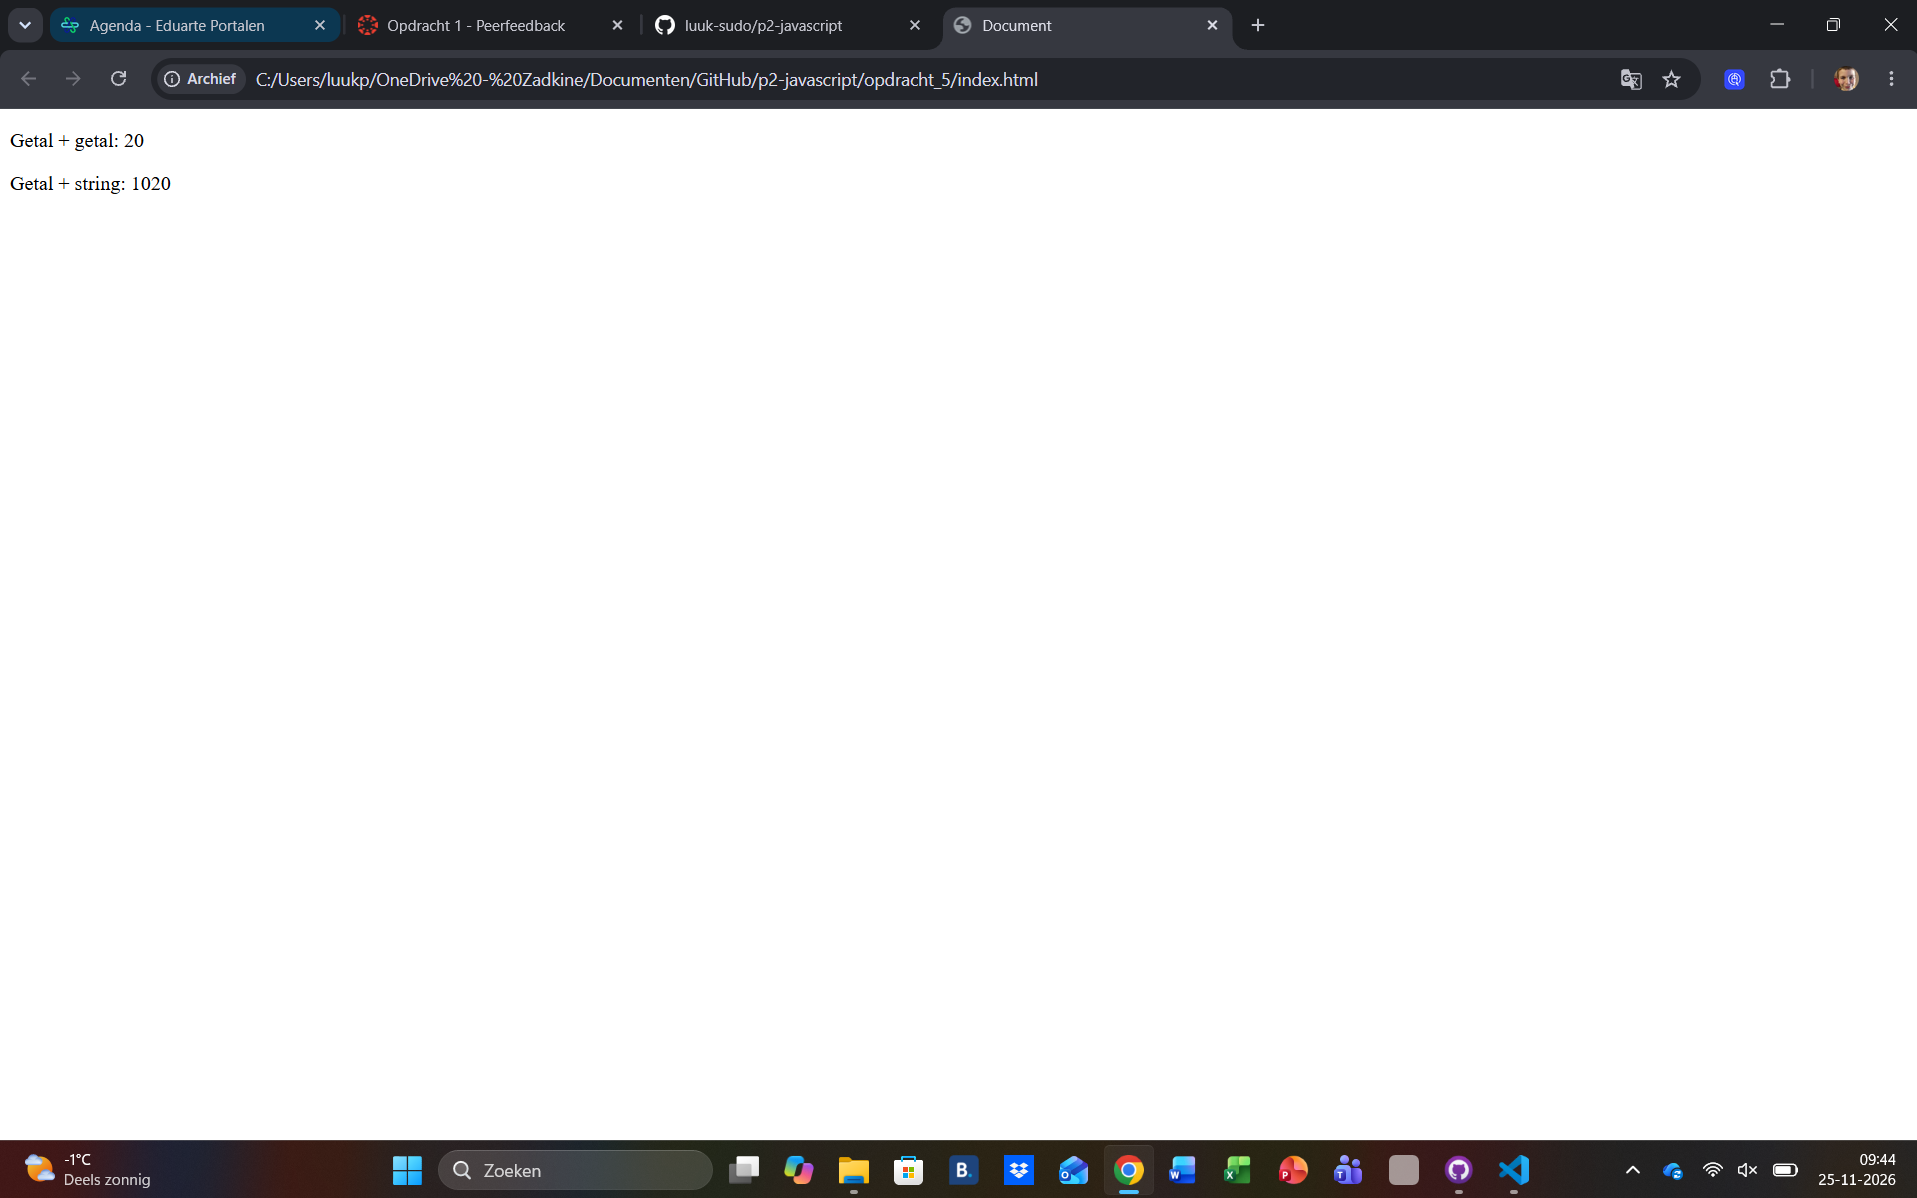 Agenda - Eduarte Portalen
Opdracht 1 - Peerfeedback
luuk-sudo/p2-javascript
Document
Archief
C:/Users/luukp/OneDrive%20-%20Zadkine/Documenten/GitHub/p2-javascript/opdracht_5/index.html
Getal + getal: 20
Getal + string: 1020
-1°C
Deels zonnig
Zoeken
09:44
25-11-2026